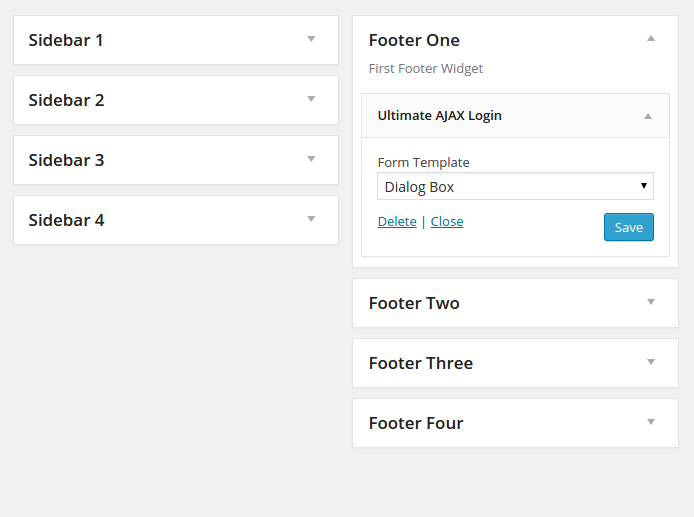 Sidebar 1
Sidebar 2
Sidebar 3
Sidebar 4
Footer One
First Footer Widget
Ultimate AJAX Login
Form Template
Dialog Box
Delete | Close
Save
Footer Two
Footer Three
Footer Four